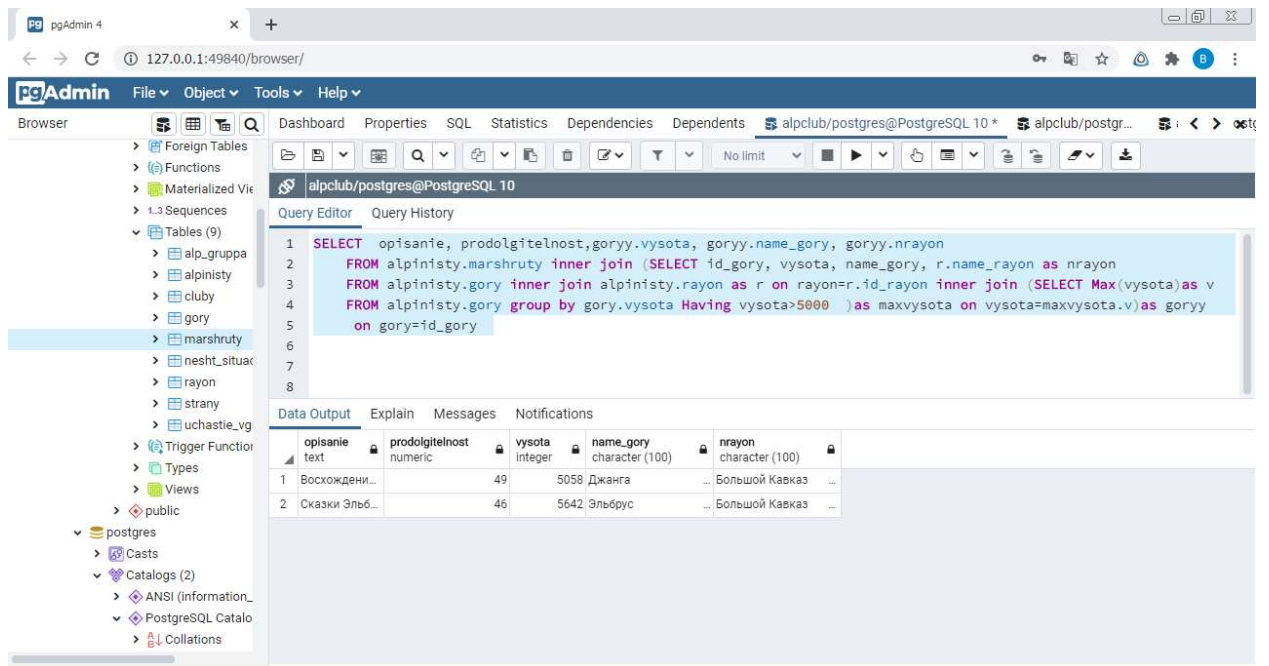 pgAdmin 4
127.0.0.1:49840/browser/
B
pgAdmin File Object Tools Help
Browser
Dashboard Properties SQL Statistics Dependencies Dependents alpclub/postgres@PostgreSQL 10 * alpclub/postgr...
No limit
alpclub/postgres@PostgreSQL 10
Query Editor Query History
Foreign Tables
(e) Functions
Materialized Vie
1..3 Sequences
Tables (9)
alp_gruppa
alpinisty
cluby
gory
marshruty
nesht_situac
rayon
strany
uchastie_vg
Trigger Function
Types
Views
public
postgres
Casts
Catalogs (2)
ANSI (information_
PostgreSQL Catalo
Collations
1 SELECT opisanie, prodolgitelnost,goryy.vysota, goryy.name_gory, goryy.nrayon
2 FROM alpinisty.marshruty inner join (SELECT id_gory, vysota, name_gory, r.name_rayon as nrayon
3 FROM alpinisty.gory inner join alpinisty.rayon as r on rayon=r.id_rayon inner join (SELECT Max(vysota)as v
4 FROM alpinisty.gory group by gory.vysota Having vysota>5000 )as maxvysota on vysota=maxvysota.v)as goryy
5 on gory=id_gory
6
7
8
Data Output Explain Messages Notifications
opisanie prodolgitelnost vysota name_gory nrayon
text numeric integer character (100) character (100)
1 Восхождени... 49 5058 Джанга ... Большой Кавказ ...
2 Сказки Эльб... 46 5642 Эльбрус ... Большой Кавказ ...